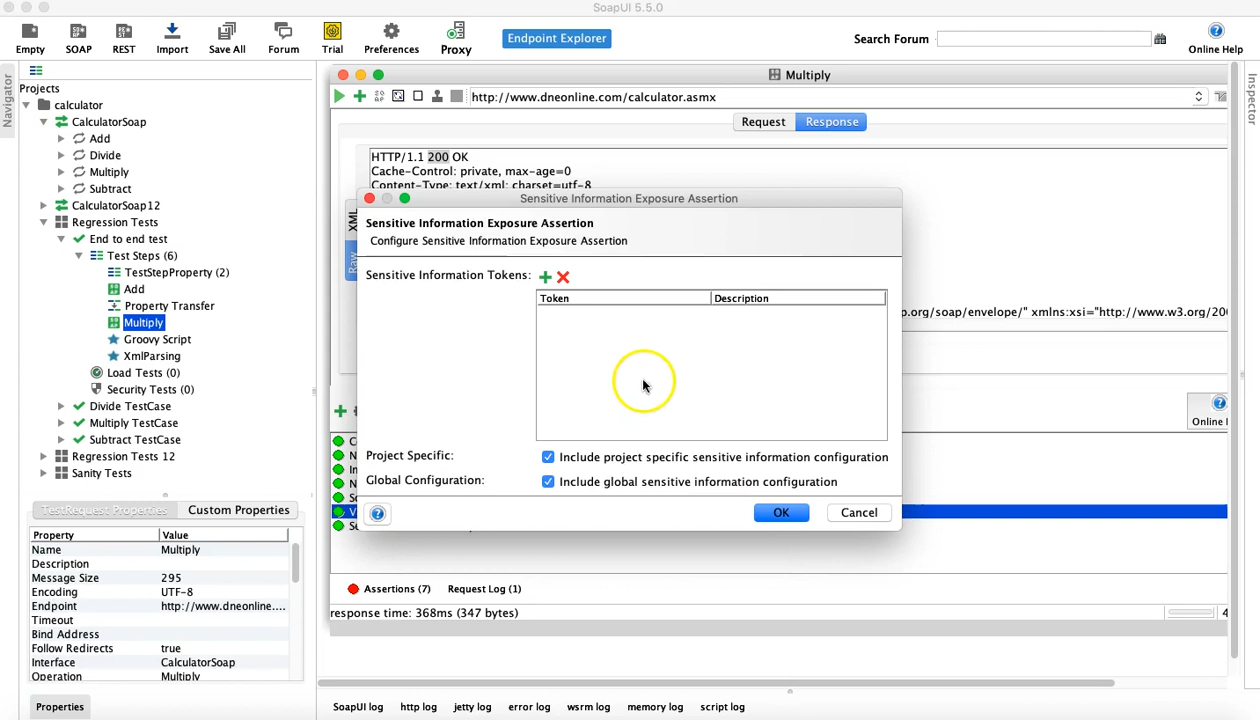 SoapUI 5.5.0
Empty
SOAP
REST
Import
Save All
Forum
Trial
Preferences
Proxy
Endpoint Explorer
Search Forum
Online Help
Navigator
Projects
calculator
CalculatorSoap
Add
Divide
Multiply
Subtract
CalculatorSoap12
Regression Tests
End to end test
Test Steps (6)
TestStepProperty (2)
Add
Property Transfer
Multiply
Groovy Script
XmlParsing
Load Tests (0)
Security Tests (0)
Divide TestCase
Multiply TestCase
Subtract TestCase
Regression Tests 12
Sanity Tests
TestRequest Properties
Custom Properties
Property Value
Name Multiply
Description
Message Size 295
Encoding UTF-8
Endpoint http://www.dneonline....
Timeout
Bind Address
Follow Redirects true
Interface CalculatorSoap
Operation Multiply
Properties
Multiply
http://www.dneonline.com/calculator.asmx
Request
Response
HTTP/1.1 200 OK
Cache-Control: private, max-age=0
Content-Type: text/xml; charset=utf-8
XML
Raw
p.org/soap/envelope/" xmlns:xsi="http://www.w3.org/200
Sensitive Information Exposure Assertion
Sensitive Information Exposure Assertion
Configure Sensitive Information Exposure Assertion
Sensitive Information Tokens:
Token Description
Project Specific:
Include project specific sensitive information configuration
Global Configuration:
Include global sensitive information configuration
OK
Cancel
Online
Assertions (7)
Request Log (1)
response time: 368ms (347 bytes)
SoapUI log
http log
jetty log
error log
wsrm log
memory log
script log
Inspector